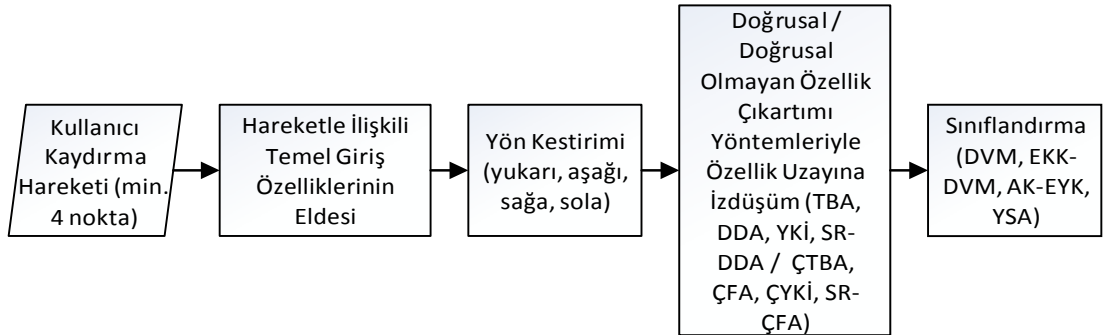 Kullanıcı
Kaydırma
Hareketi (min.
4 nokta)
Hareketle İlişkili
Temel Giriş
Özelliklerinin
Eldesi
Yön Kestirimi
(yukarı, aşağı,
sağa, sola)
Doğrusal /
Doğrusal
Olmayan Özellik
Çıkartımı
Yöntemleriyle
Özellik Uzayına
İzdüşüm (TBA,
DDA, YKİ, SR-
DDA / ÇTBA,
ÇFA, ÇYKİ, SR-
ÇFA)
Sınıflandırma
(DVM, EKK-
DVM, AK-EYK,
YSA)